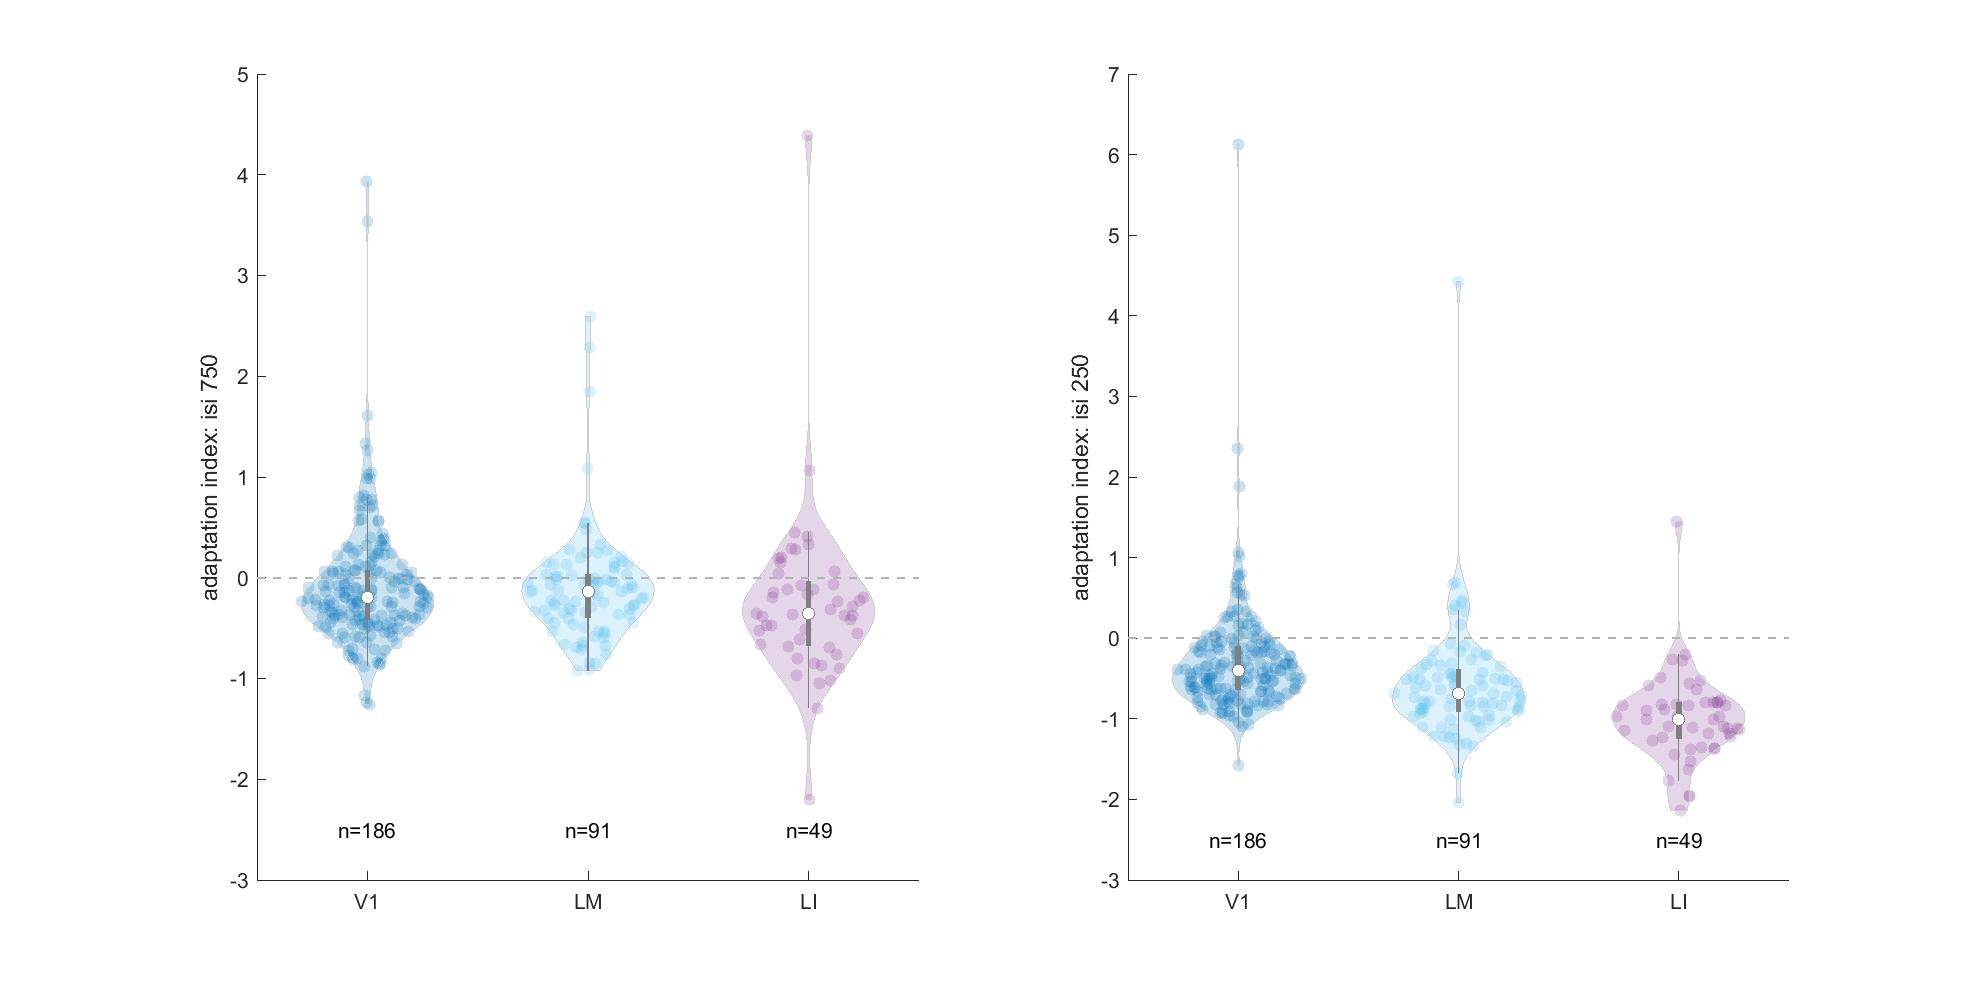 adaptation index: isi 750
5
4
3
2
1
0
-1
-2
-3
n=186
n=91
n=49
V1
LM
LI
adaptation index: isi 250
7
6
5
4
3
2
1
0
-1
-2
-3
n=186
n=91
n=49
V1
LM
LI